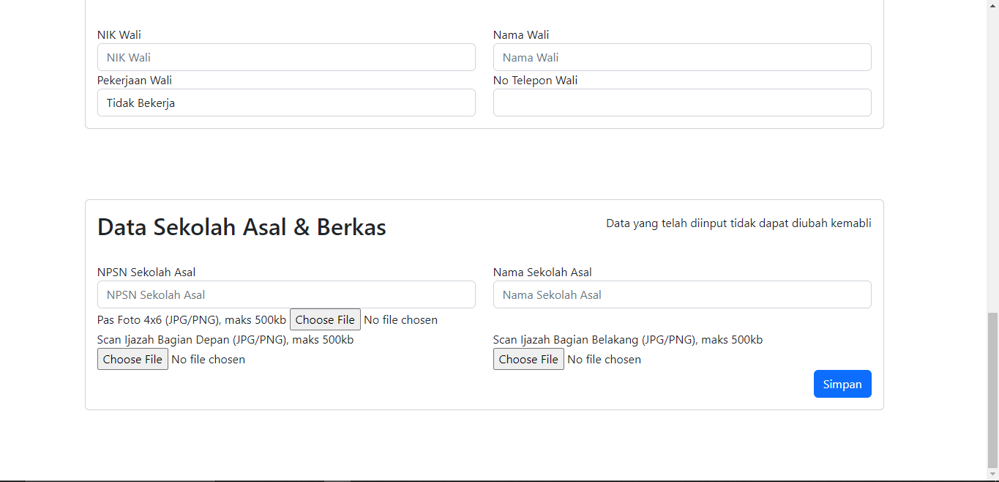 NIK Wali
Nama Wali
NIK Wali
Nama Wali
Pekerjaan Wali
No Telepon Wali
Tidak Bekerja
Data Sekolah Asal & Berkas
Data yang telah diinput tidak dapat diubah kemabli
NPSN Sekolah Asal
Nama Sekolah Asal
NPSN Sekolah Asal
Nama Sekolah Asal
Pas Foto 4x6 (JPG/PNG), maks 500kb Choose File No file chosen
Scan Ijazah Bagian Depan (JPG/PNG), maks 500kb
Scan Ijazah Bagian Belakang (JPG/PNG), maks 500kb
Choose File No file chosen
Choose File No file chosen
Simpan